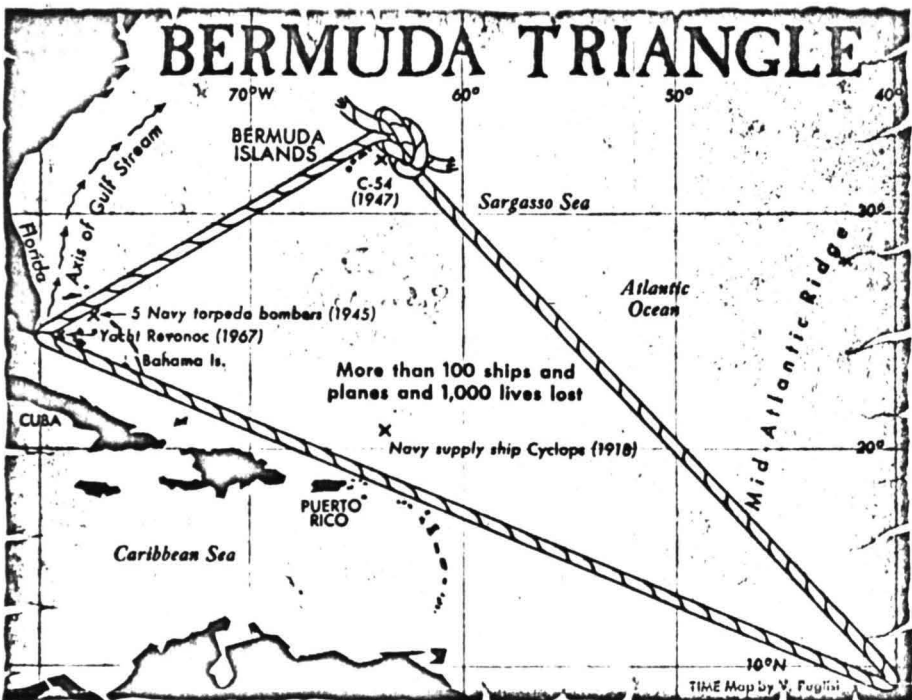 BERMUDA TRIANGLE
70°W 60° 50° 40°
BERMUDA
ISLANDS
C-54
(1947)
Sargasso Sea
30°
Axis of Gulf Stream
Florida
Atlantic
Ocean
Mid Atlantic Ridge
5 Navy torpedo bombers (1945)
Yacht Revonoc (1967)
Bahama Is.
More than 100 ships and
planes and 1,000 lives lost
CUBA
Navy supply ship Cyclops (1918)
20°
PUERTO
RICO
Caribbean Sea
10°N
TIME Map by V. Puglisi